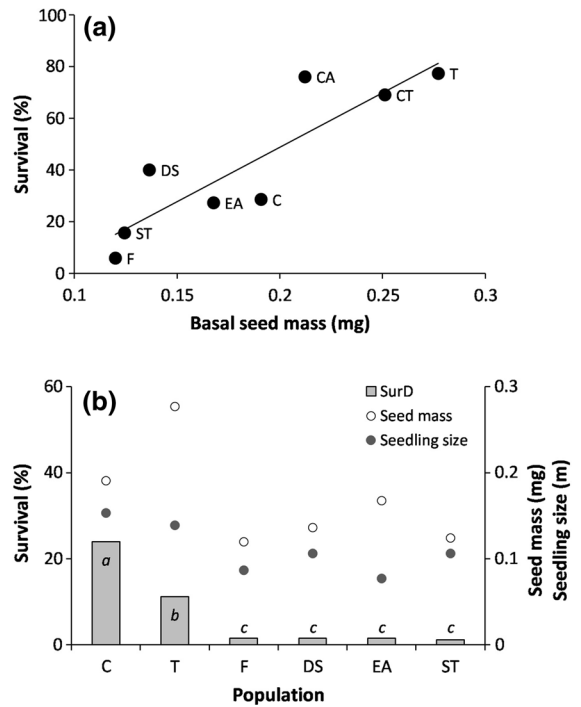 (a)
Survival (%)
100
80
60
40
20
0
CA
T
CT
DS
EA
C
ST
F
0.1 0.15 0.2 0.25 0.3
Basal seed mass (mg)
(b)
SurD
Seed mass
Seedling size
Survival (%)
60
40
20
0
0.3
0.2
0.1
0
Seed mass (mg)
Seedling size (m)
a
b
c c c c
C T F DS EA ST
Population